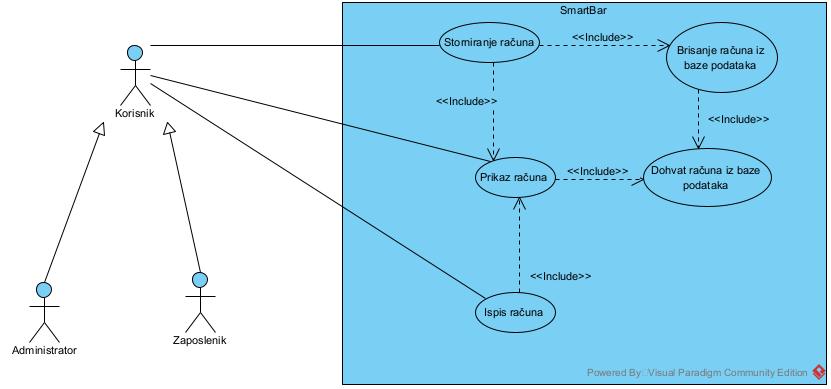 SmartBar
Storniranje računa
<<Include>>
Brisanje računa iz
baze podataka
Korisnik
<<Include>>
<<Include>>
Prikaz računa
<<Include>>
Dohvat računa iz baze
podataka
<<Include>>
Ispis računa
Administrator
Zaposlenik
Powered By: Visual Paradigm Community Edition